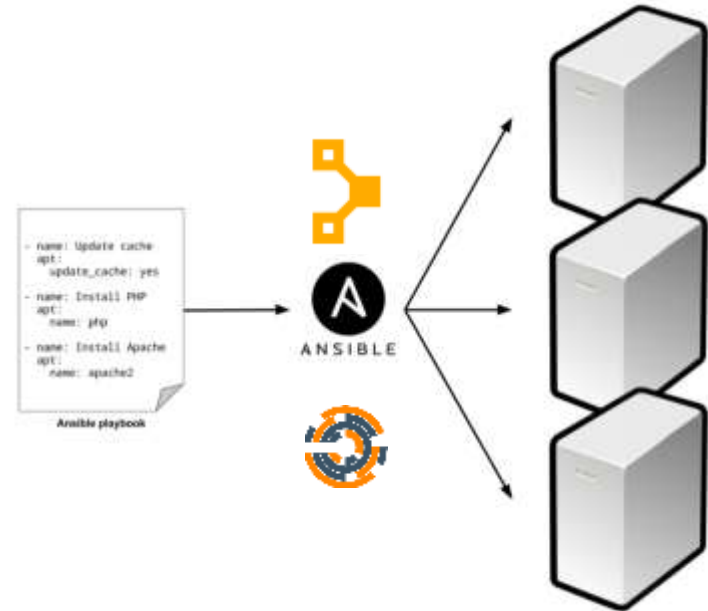 - name: Update cache
apt:
update_cache: yes
- name: Install PHP
apt:
name: php
- name: Install Apache
apt:
name: apache2
Ansible playbook
ANSIBLE